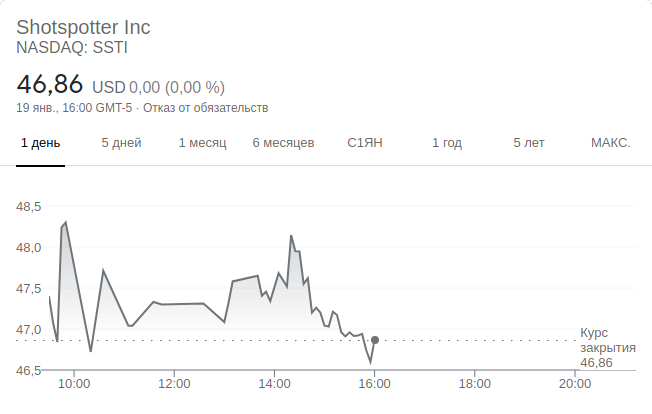 Shotspotter Inc
NASDAQ: SSTI
46,86 USD 0,00 (0,00 %)
19 янв., 16:00 GMT-5 · Отказ от обязательств
1 день 5 дней 1 месяц 6 месяцев С1ЯН 1 год 5 лет МАКС.
48,5
48,0
47,5
47,0
46,5
Курс
закрытия
46,86
10:00 12:00 14:00 16:00 18:00 20:00